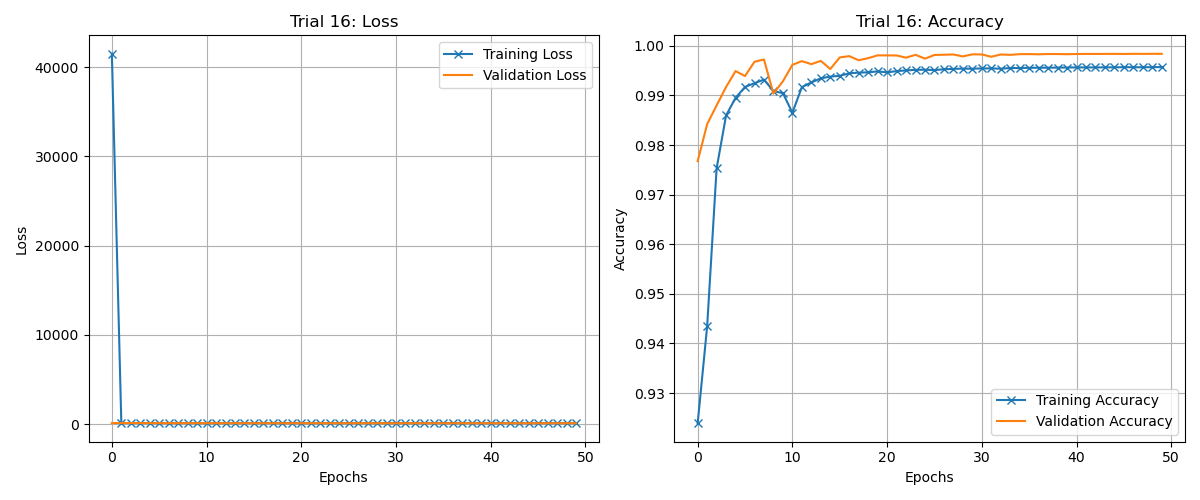 Trial 16: Loss
Loss
40000
30000
20000
10000
0
0 10 20 30 40 50
Epochs
Training Loss
Validation Loss
Trial 16: Accuracy
Accuracy
1.00
0.99
0.98
0.97
0.96
0.95
0.94
0.93
0 10 20 30 40 50
Epochs
Training Accuracy
Validation Accuracy